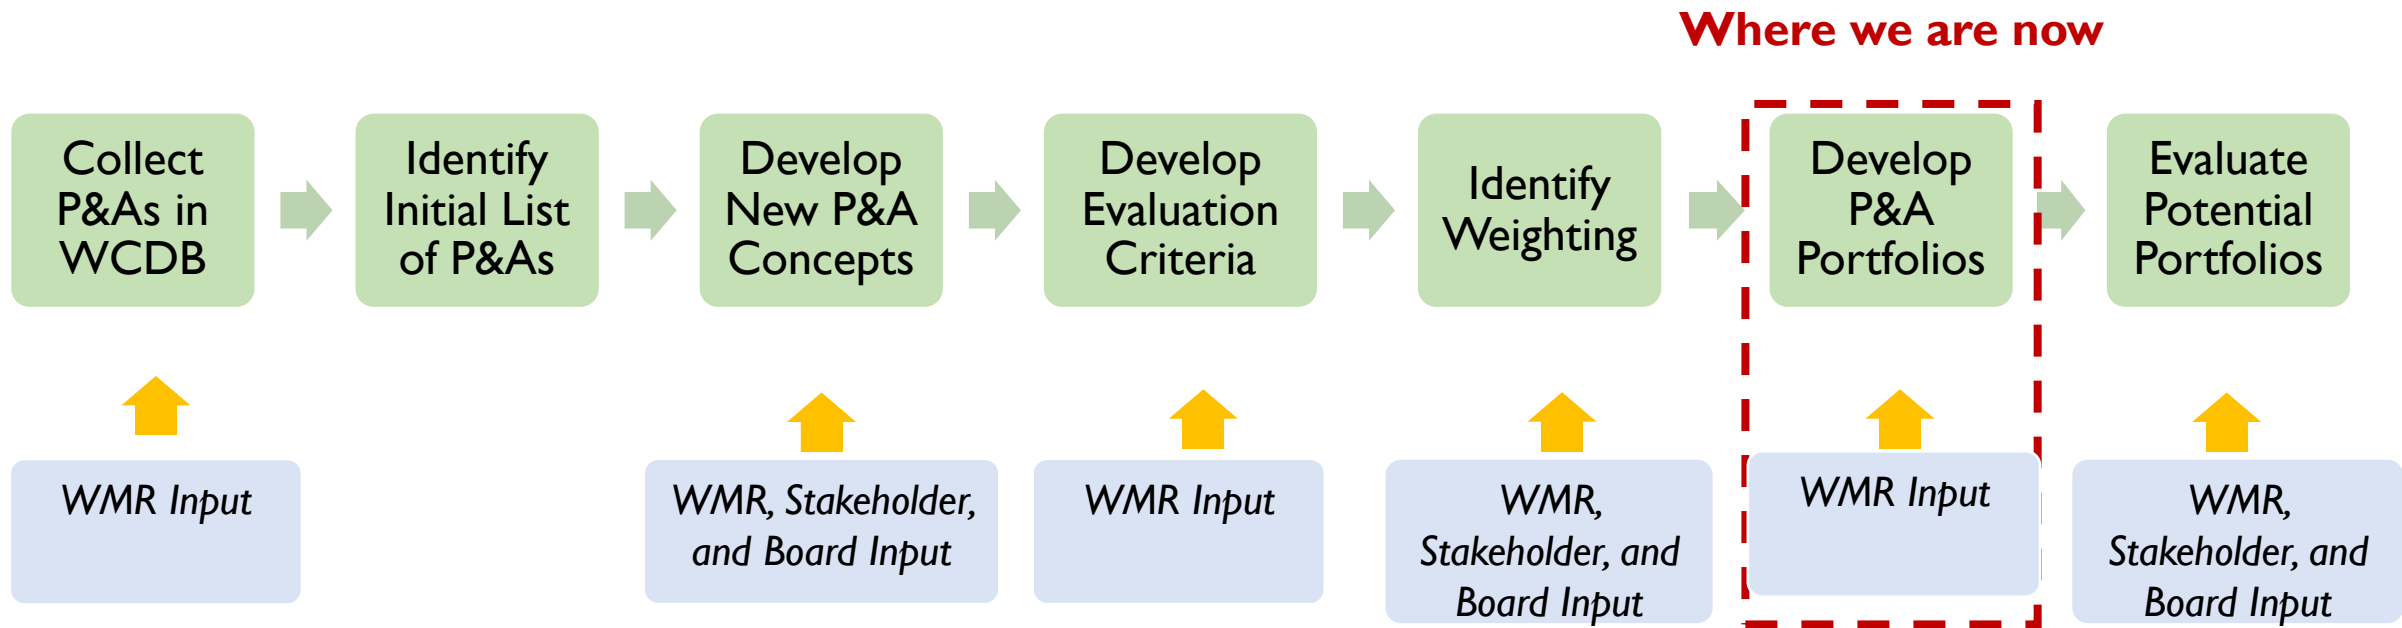 Where we are now
Collect
P&As in
WCDB
Identify
Initial List
of P&As
Develop
New P&A
Concepts
Develop
Evaluation
Criteria
Identify
Weighting
Develop
P&A
Portfolios
Evaluate
Potential
Portfolios
WMR Input
WMR, Stakeholder,
and Board Input
WMR Input
WMR,
Stakeholder, and
Board Input
WMR Input
WMR,
Stakeholder, and
Board Input